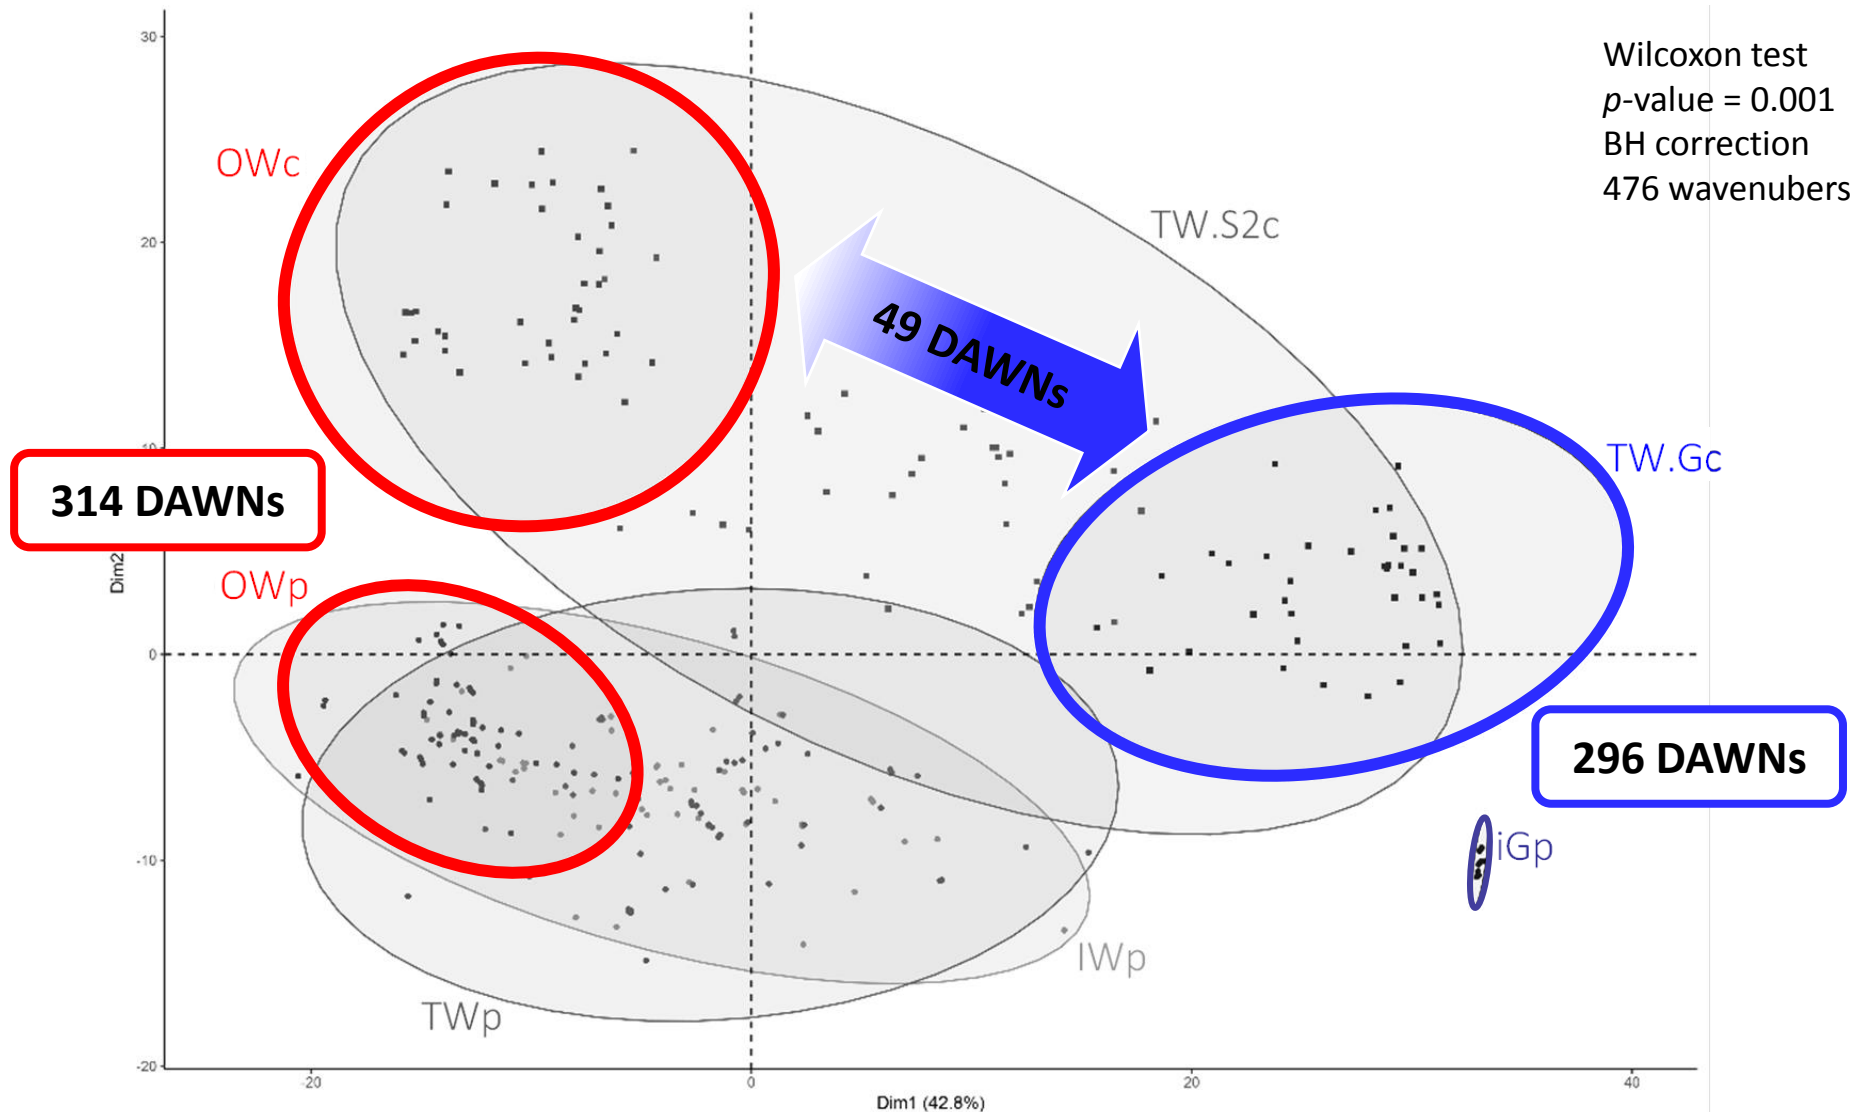 Wilcoxon test
p-value = 0.001
BH correction
476 wavenubers
30
20
10
0
-10
-20
Dim2
OWc
TW.S2c
49 DAWNs
TW.Gc
314 DAWNs
OWp
296 DAWNs
iGp
IWp
TWp
-20
0
20
40
Dim1 (42.8%)